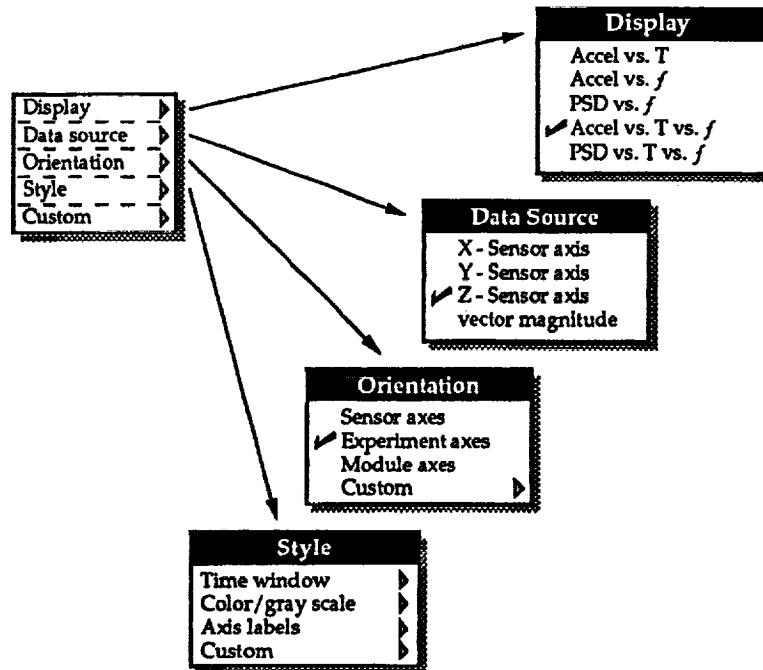 Display
Data source
Orientation
Style
Custom
Display
Accel vs. T
Accel vs. f
PSD vs. f
Accel vs. T vs. f
PSD vs. T vs. f
Data Source
X - Sensor axis
Y - Sensor axis
Z - Sensor axis
vector magnitude
Orientation
Sensor axes
Experiment axes
Module axes
Custom
Style
Time window
Color/gray scale
Axis labels
Custom